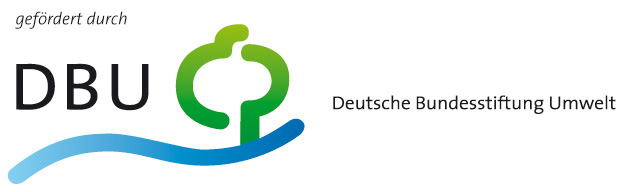 gefördert durch
DBU
Deutsche Bundesstiftung Umwelt